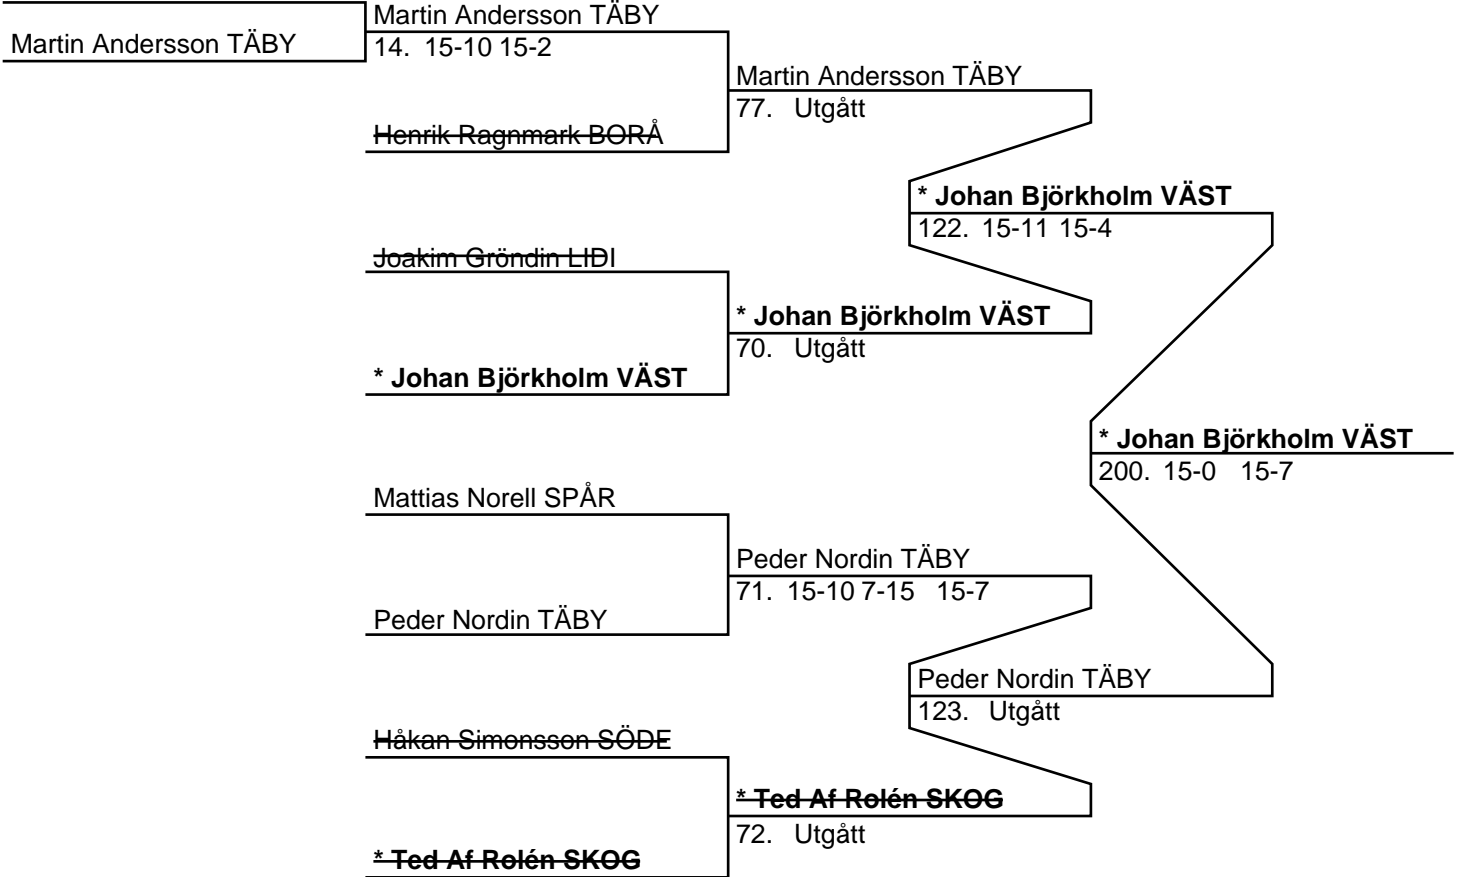 Martin Andersson TÄBY
Martin Andersson TÄBY
14. 15-10 15-2
Martin Andersson TÄBY
77. Utgått
Henrik Ragnmark BORÅ
* Johan Björkholm VÄST
122. 15-11 15-4
Joakim Gröndin LIDI
* Johan Björkholm VÄST
70. Utgått
* Johan Björkholm VÄST
* Johan Björkholm VÄST
200. 15-0 15-7
Mattias Norell SPÅR
Peder Nordin TÄBY
71. 15-10 7-15 15-7
Peder Nordin TÄBY
Peder Nordin TÄBY
123. Utgått
Håkan Simonsson SÖDE
* Ted Af Rolén SKOG
72. Utgått
* Ted Af Rolén SKOG